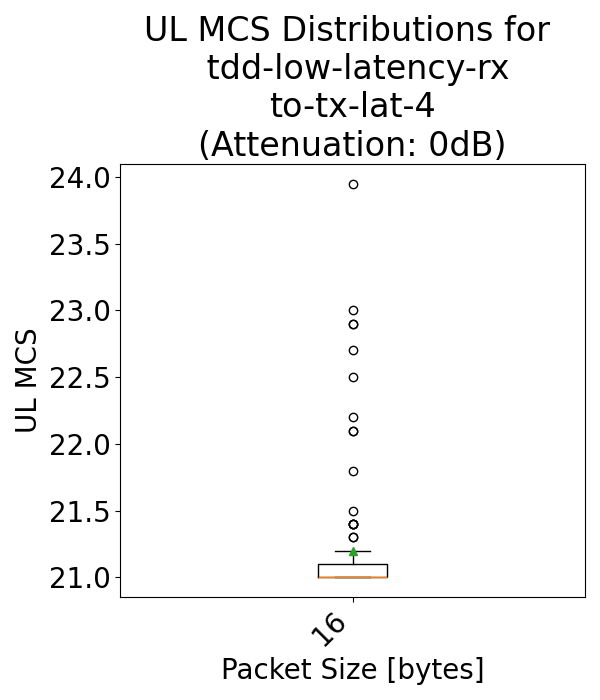 UL MCS Distributions for
tdd-low-latency-rx
to-tx-lat-4
(Attenuation: 0dB)
24.0
23.5
23.0
22.5
22.0
21.5
21.0
UL MCS
16
Packet Size [bytes]